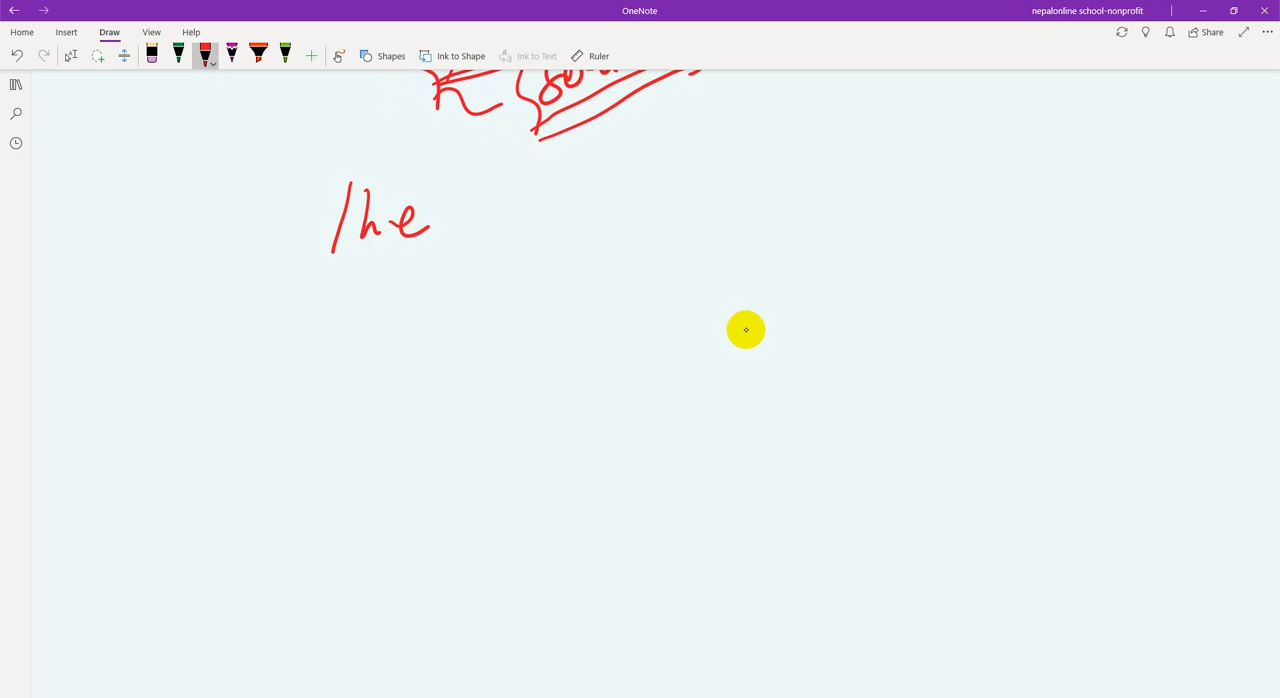 OneNote
nepalonline school-nonprofit
Home Insert Draw View Help
Share
Shapes Ink to Shape Ink to Text Ruler
/he